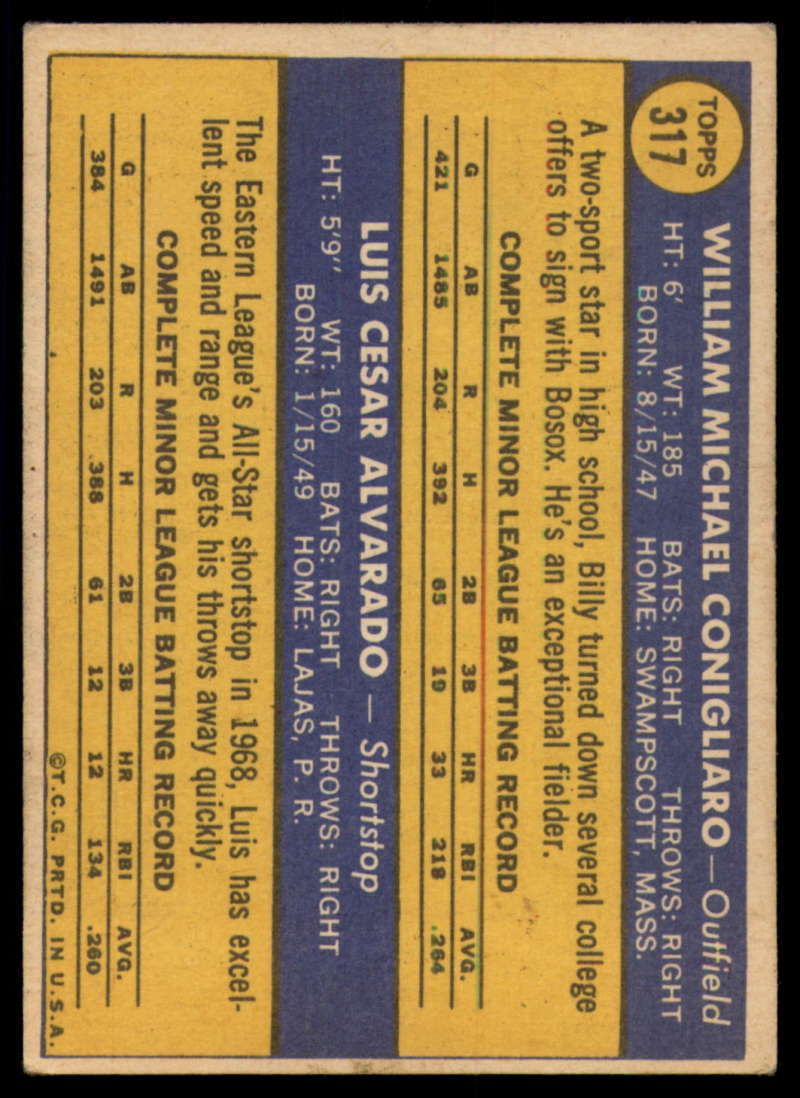 TOPPS
317
WILLIAM MICHAEL CONIGLIARO—Outfield
HT: 6' WT: 185 BATS: RIGHT THROWS: RIGHT
BORN: 8/15/47 HOME: SWAMPSCOTT, MASS.
A two-sport star in high school, Billy turned down several college
offers to sign with Bosox. He's an exceptional fielder.
COMPLETE MINOR LEAGUE BATTING RECORD
G AB R H 2B 3B HR RBI AVG.
421 1485 204 392 65 19 33 218 .264
LUIS CESAR ALVARADO — Shortstop
HT: 5'9'' WT: 160 BATS: RIGHT THROWS: RIGHT
BORN: 1/15/49 HOME: LAJAS, P. R.
The Eastern League's All-Star shortstop in 1968, Luis has excel-
lent speed and range and gets his throws away quickly.
COMPLETE MINOR LEAGUE BATTING RECORD
G AB R H 2B 3B HR RBI AVG.
384 1491 203 388 61 12 12 134 .260
©T.C.G. PRTD. IN U.S.A.